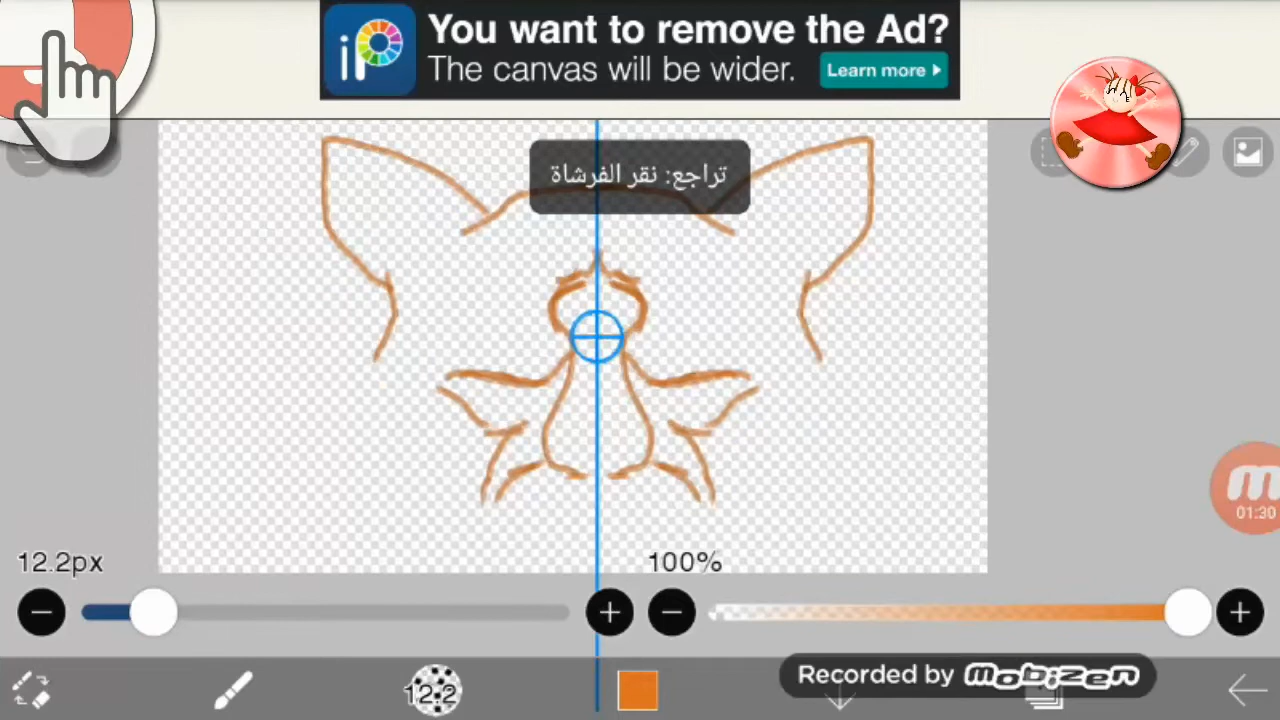 iP
You want to remove the Ad?
The canvas will be wider.
Learn more
تراجع: نقر الفرشاة
m
01:30
12.2px
100%
12.2
Recorded by mobizen